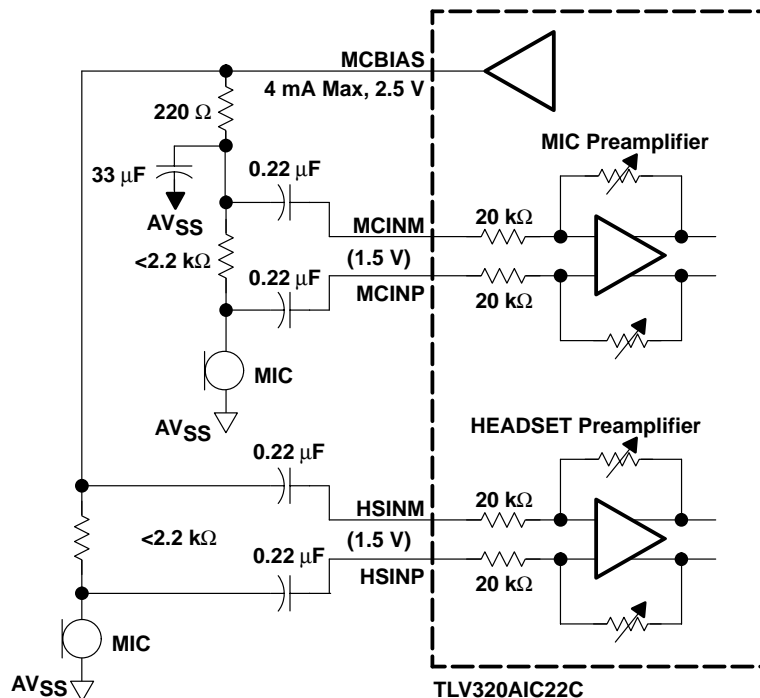 MCBIAS
4 mA Max, 2.5 V
220 Ω
MIC Preamplifier
33 µF
0.22 µF
AVSS
MCINM
20 kΩ
<2.2 kΩ
(1.5 V)
0.22 µF
MCINP
20 kΩ
MIC
AVSS
HEADSET Preamplifier
0.22 µF
HSINM
20 kΩ
<2.2 kΩ
(1.5 V)
0.22 µF
HSINP
20 kΩ
MIC
AVSS
TLV320AIC22C